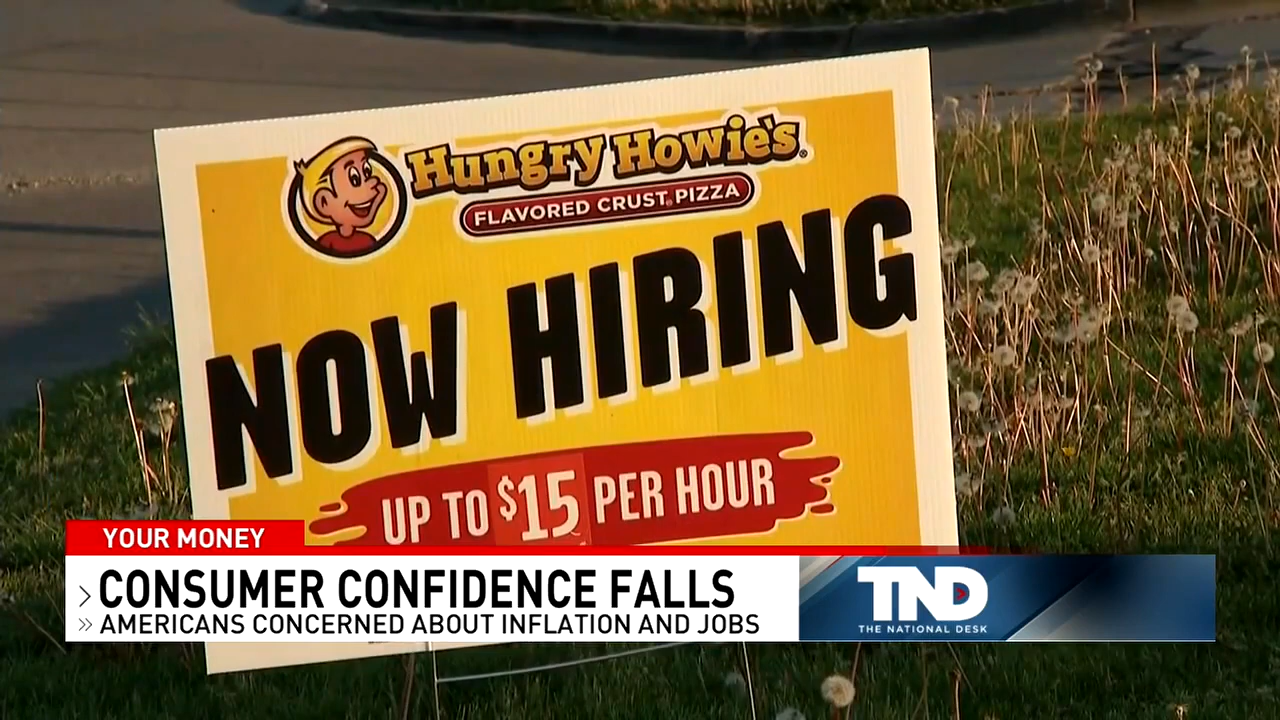 Hungry Howie's®
FLAVORED CRUST® PIZZA
NOW HIRING
UP TO $15 PER HOUR
YOUR MONEY
CONSUMER CONFIDENCE FALLS
AMERICANS CONCERNED ABOUT INFLATION AND JOBS
TND
THE NATIONAL DESK